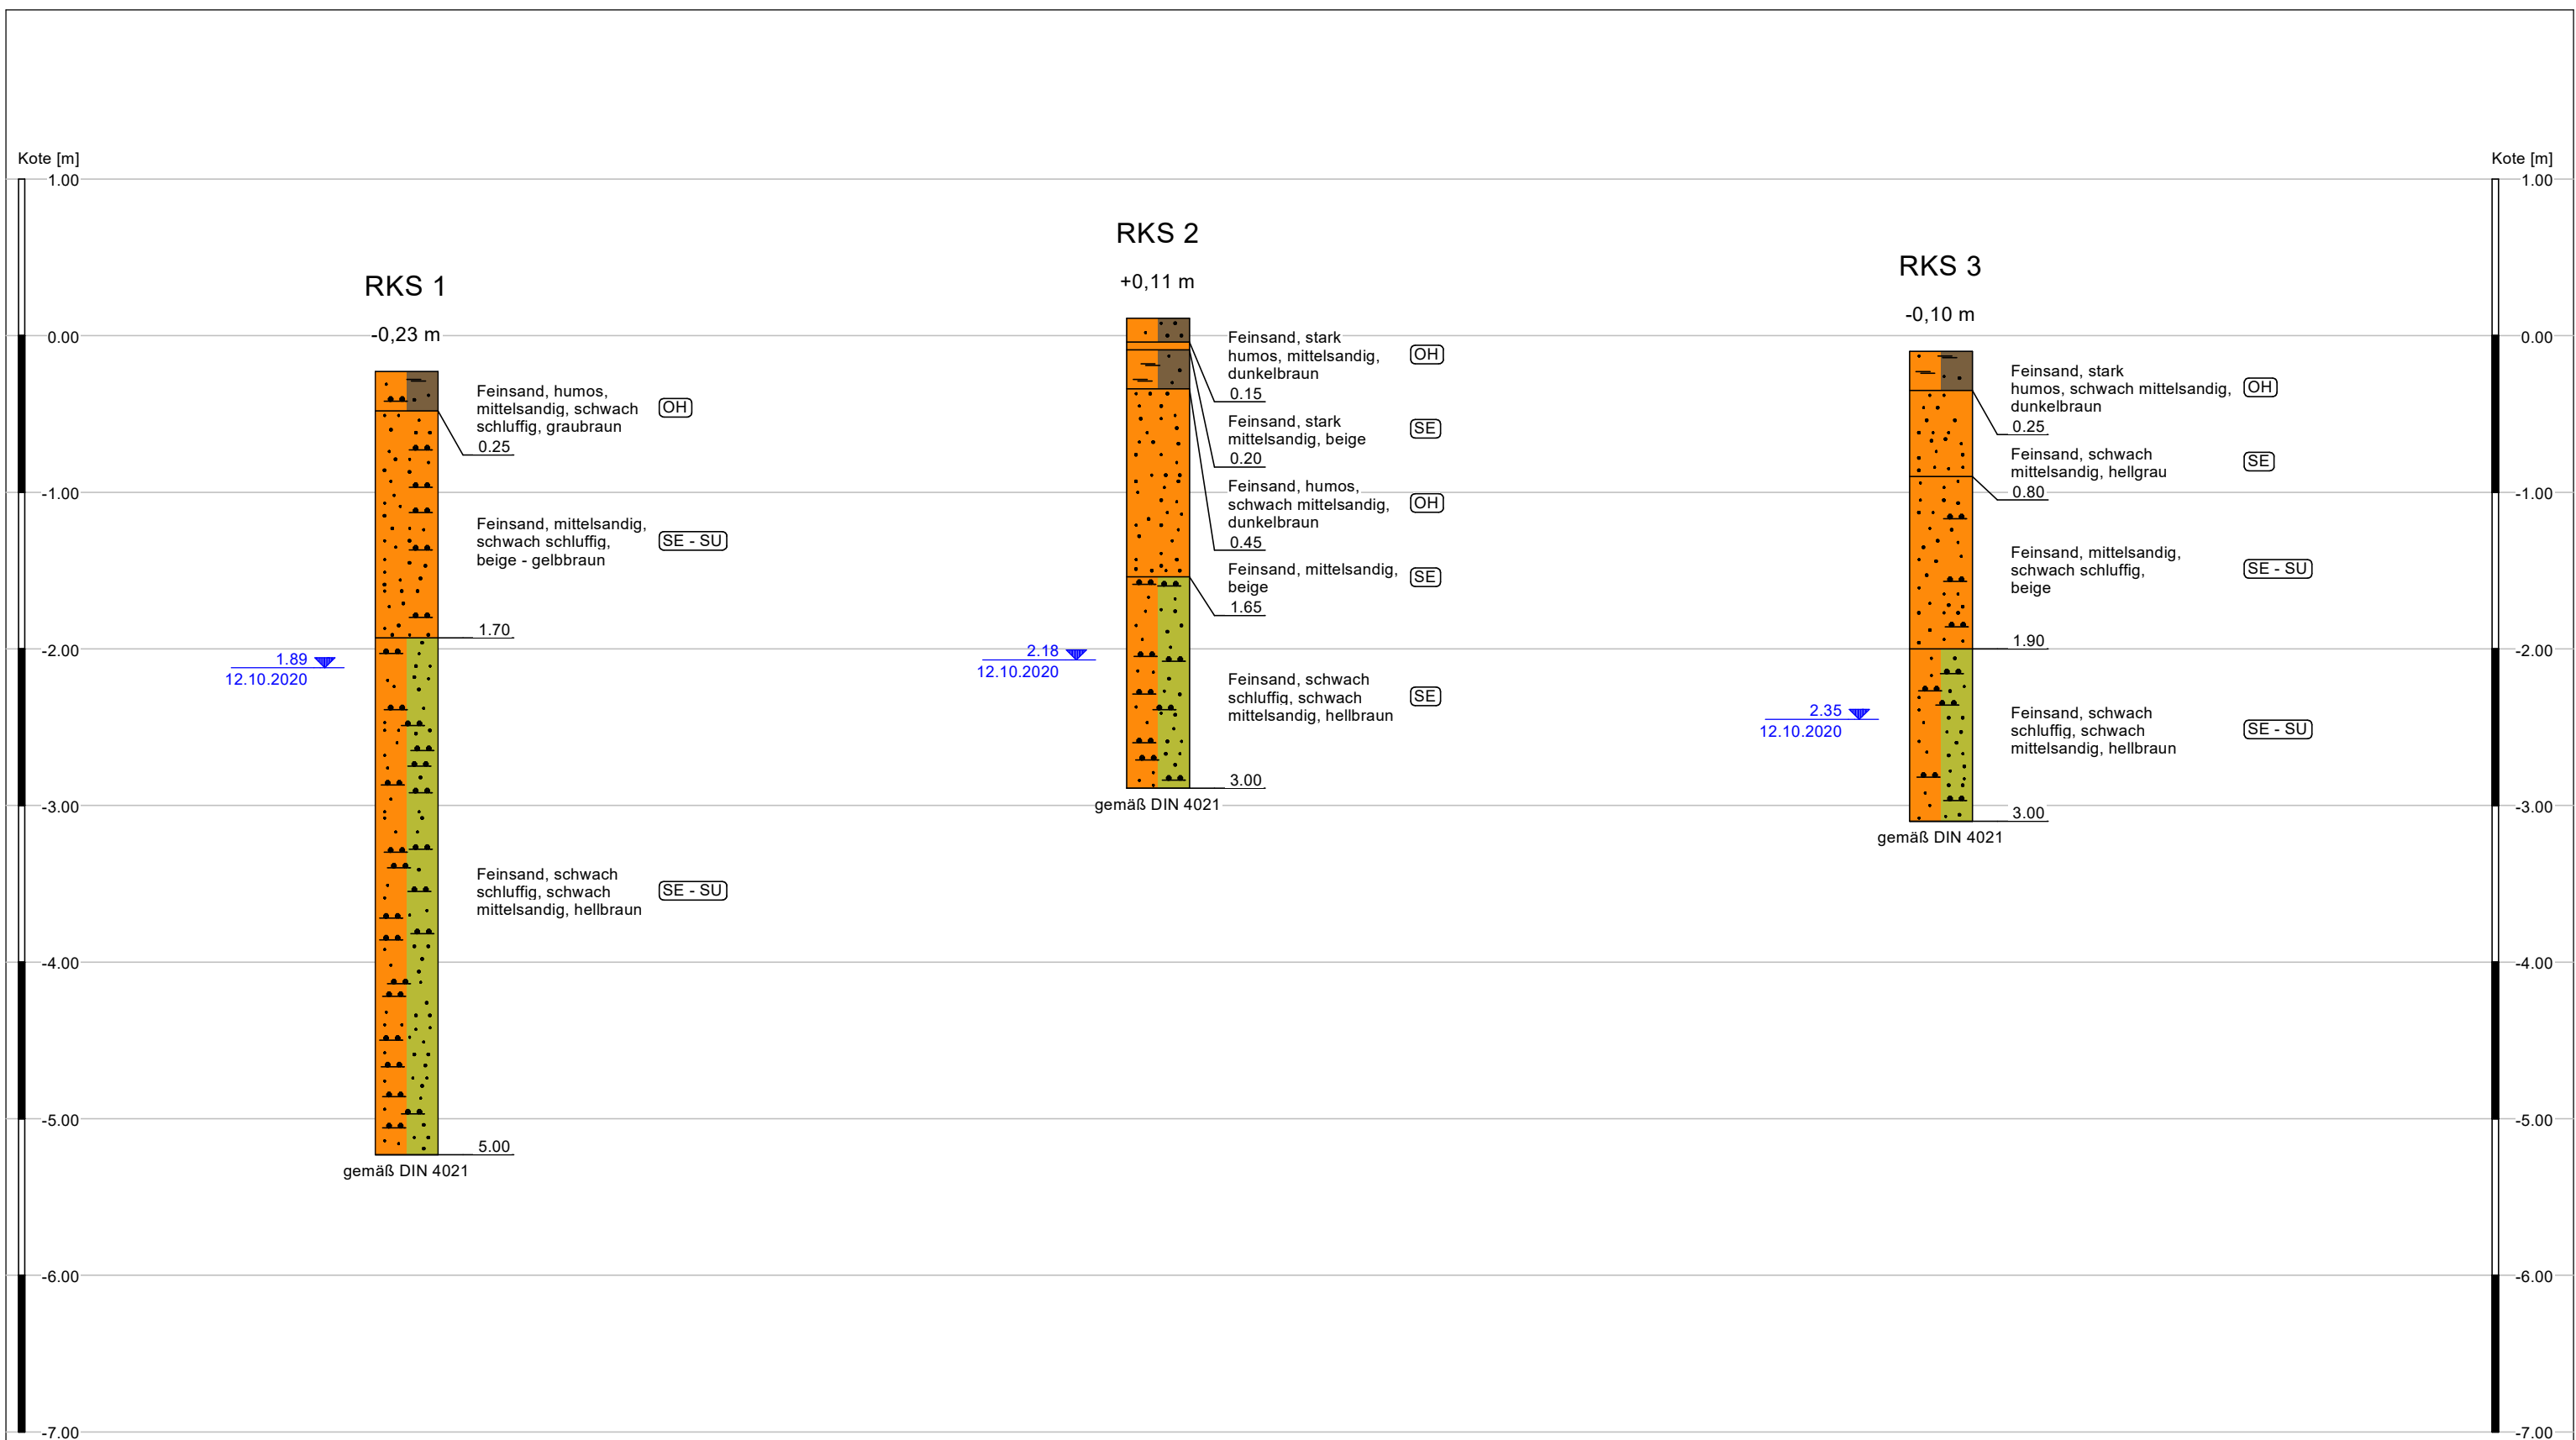 Kote [m]
1.00
0.00
-1.00
-2.00
-3.00
-4.00
-5.00
-6.00
-7.00
RKS 1
-0,23 m
Feinsand, humos,
mittelsandig, schwach
schluffig, graubraun
OH
0.25
Feinsand, mittelsandig,
schwach schluffig,
beige - gelbbraun
SE - SU
1.70
1.89
12.10.2020
Feinsand, schwach
schluffig, schwach
mittelsandig, hellbraun
SE - SU
5.00
gemäß DIN 4021
RKS 2
+0,11 m
Feinsand, stark
humos, mittelsandig,
dunkelbraun
OH
0.15
Feinsand, stark
mittelsandig, beige
SE
0.20
Feinsand, humos,
schwach mittelsandig,
dunkelbraun
OH
0.45
Feinsand, mittelsandig,
beige
SE
1.65
2.18
12.10.2020
Feinsand, schwach
schluffig, schwach
mittelsandig, hellbraun
SE
3.00
gemäß DIN 4021
RKS 3
-0,10 m
Feinsand, stark
humos, schwach mittelsandig,
dunkelbraun
OH
0.25
Feinsand, schwach
mittelsandig, hellgrau
SE
0.80
Feinsand, mittelsandig,
schwach schluffig,
beige
SE - SU
1.90
2.35
12.10.2020
Feinsand, schwach
schluffig, schwach
mittelsandig, hellbraun
SE - SU
3.00
gemäß DIN 4021
Kote [m]
1.00
0.00
-1.00
-2.00
-3.00
-4.00
-5.00
-6.00
-7.00